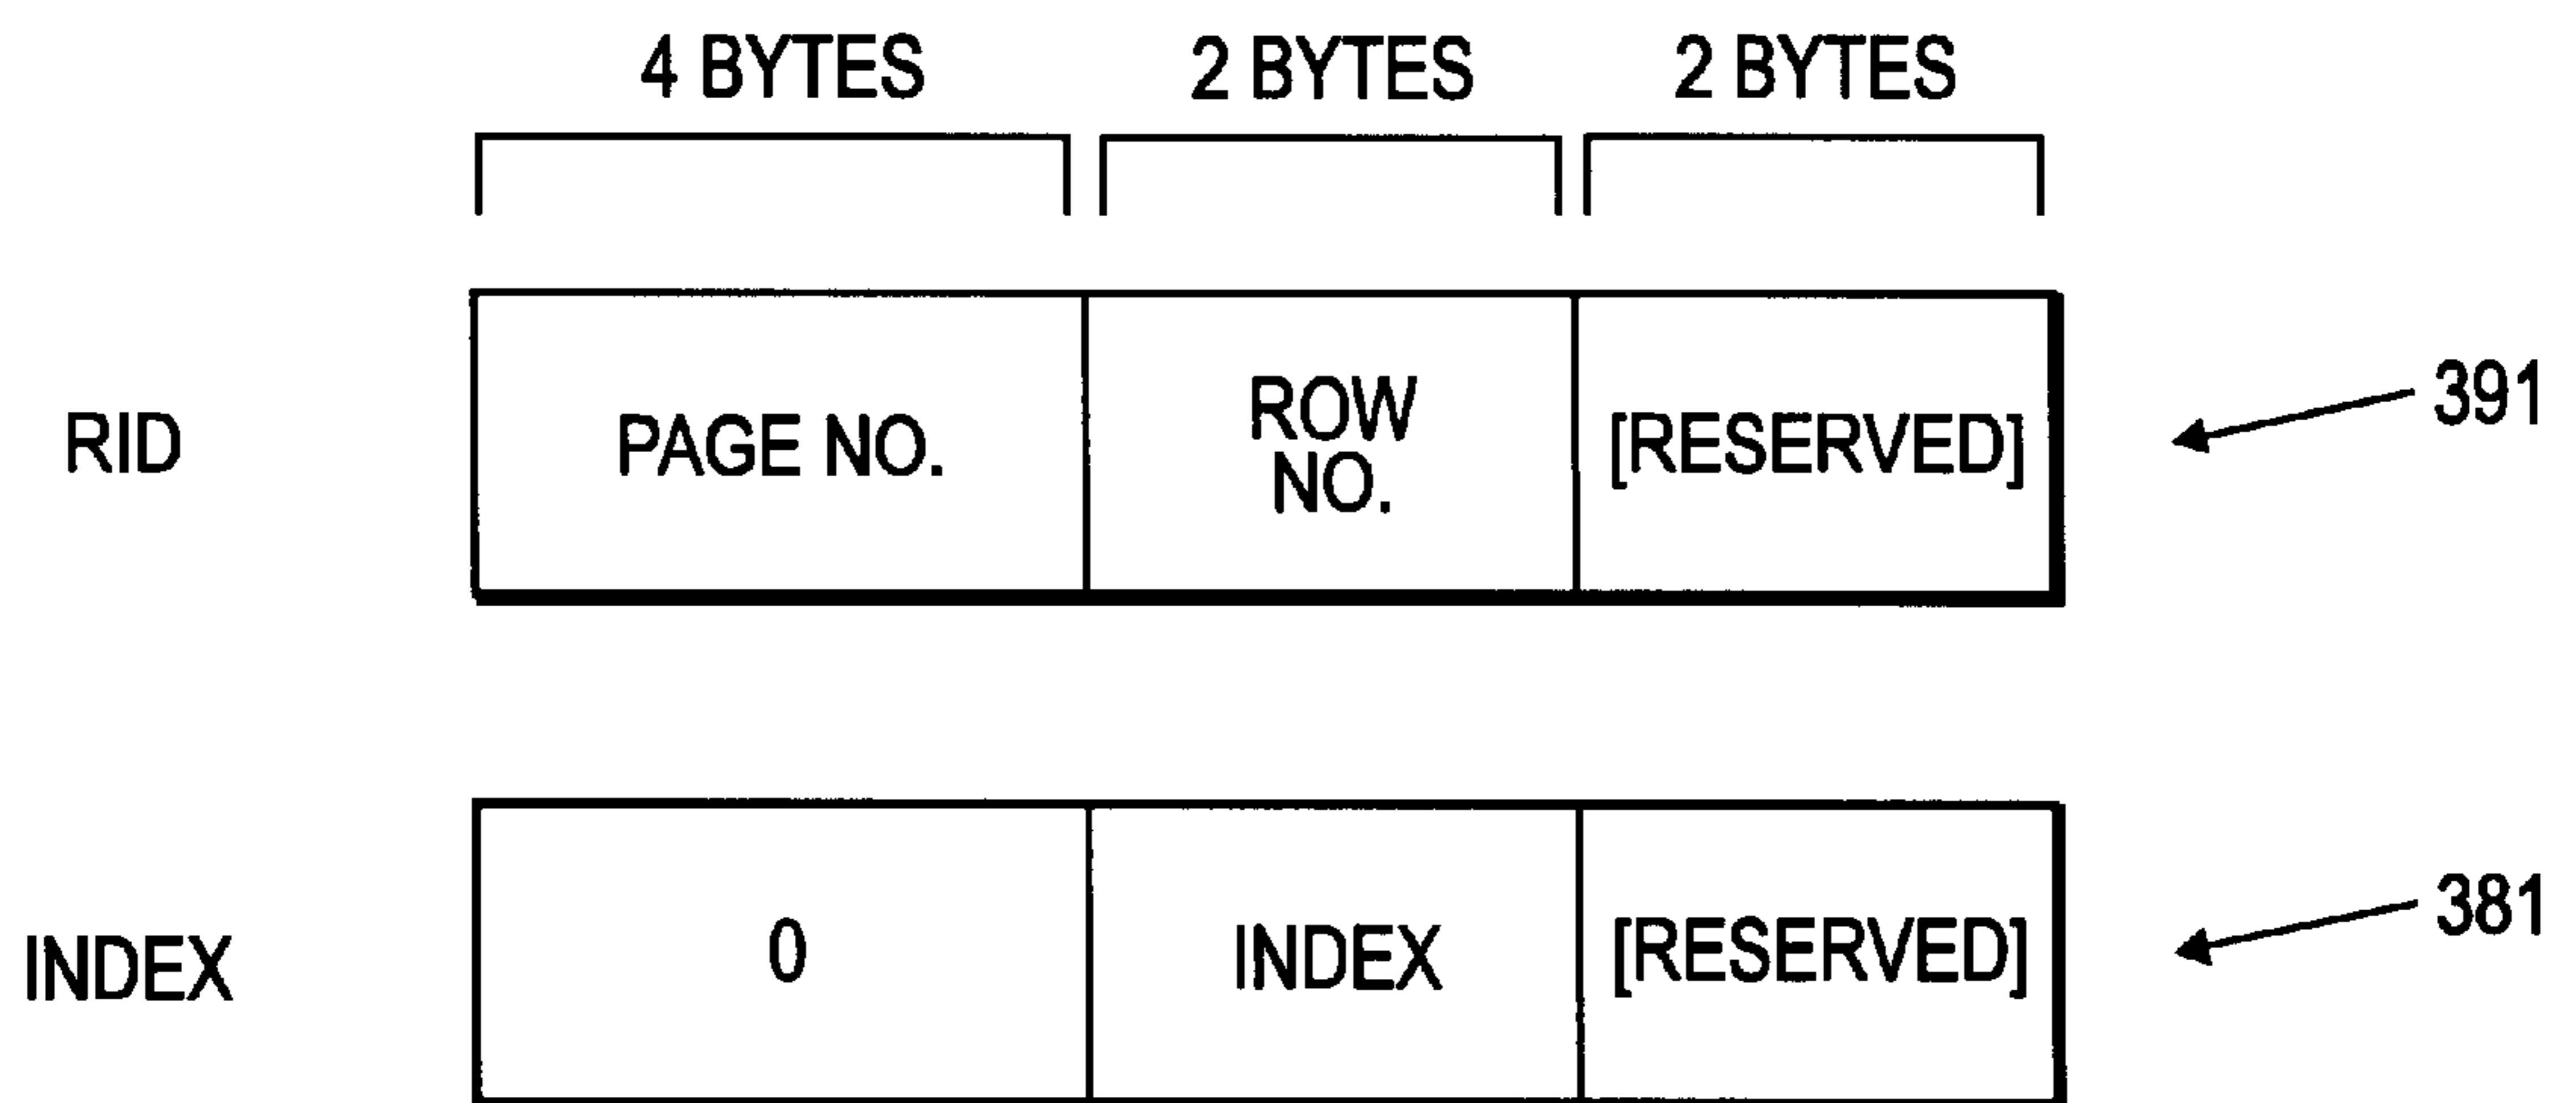 4 BYTES 2 BYTES 2 BYTES
RID PAGE NO. ROW NO. [RESERVED] 391
INDEX 0 INDEX [RESERVED] 381